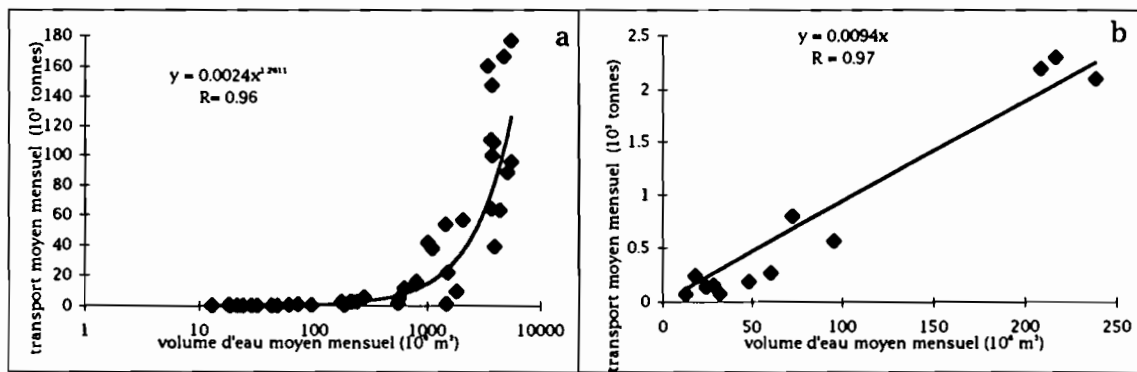 a
y = 0.0024x
R= 0.96
transport moyen mensuel (10³ tonnes)
180
160
140
120
100
80
60
40
20
0
1
10
100
1000
10000
volume d'eau moyen mensuel (10⁶ m³)
b
y = 0.0094x
R = 0.97
transport moyen mensuel (10³ tonnes)
2.5
2
1.5
1
0.5
0
0
50
100
150
200
250
volume d'eau moyen mensuel (10⁶ m³)